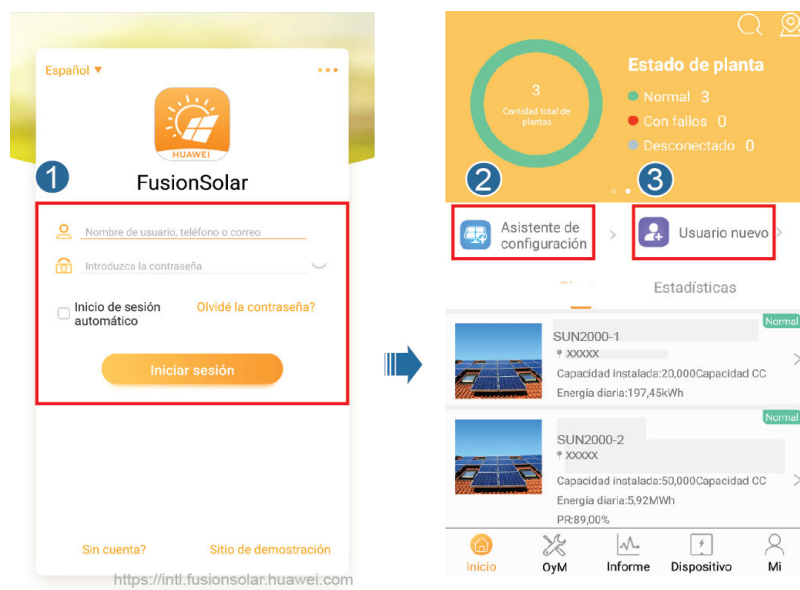 Español ▼
HUAWEI
1
FusionSolar
Nombre de usuario, teléfono o correo
Introduzca la contraseña
Inicio de sesión
automático
Olvidé la contraseña?
Iniciar sesión
Sin cuenta?
Sitio de demostración
https://intl.fusionsolar.huawei.com
3
Cantidad total de
plantas
Estado de planta
Normal 3
Con fallos 0
Desconectado 0
2
3
Asistente de
configuración
Usuario nuevo
Estadísticas
Normal
SUN2000-1
XXXXX
Capacidad instalada:20,000Capacidad CC
Energía diaria:197,45kWh
Normal
SUN2000-2
XXXXX
Capacidad instalada:50,000Capacidad CC
Energía diaria:5,92MWh
PR:89,00%
Inicio
OyM
Informe
Dispositivo
Mi